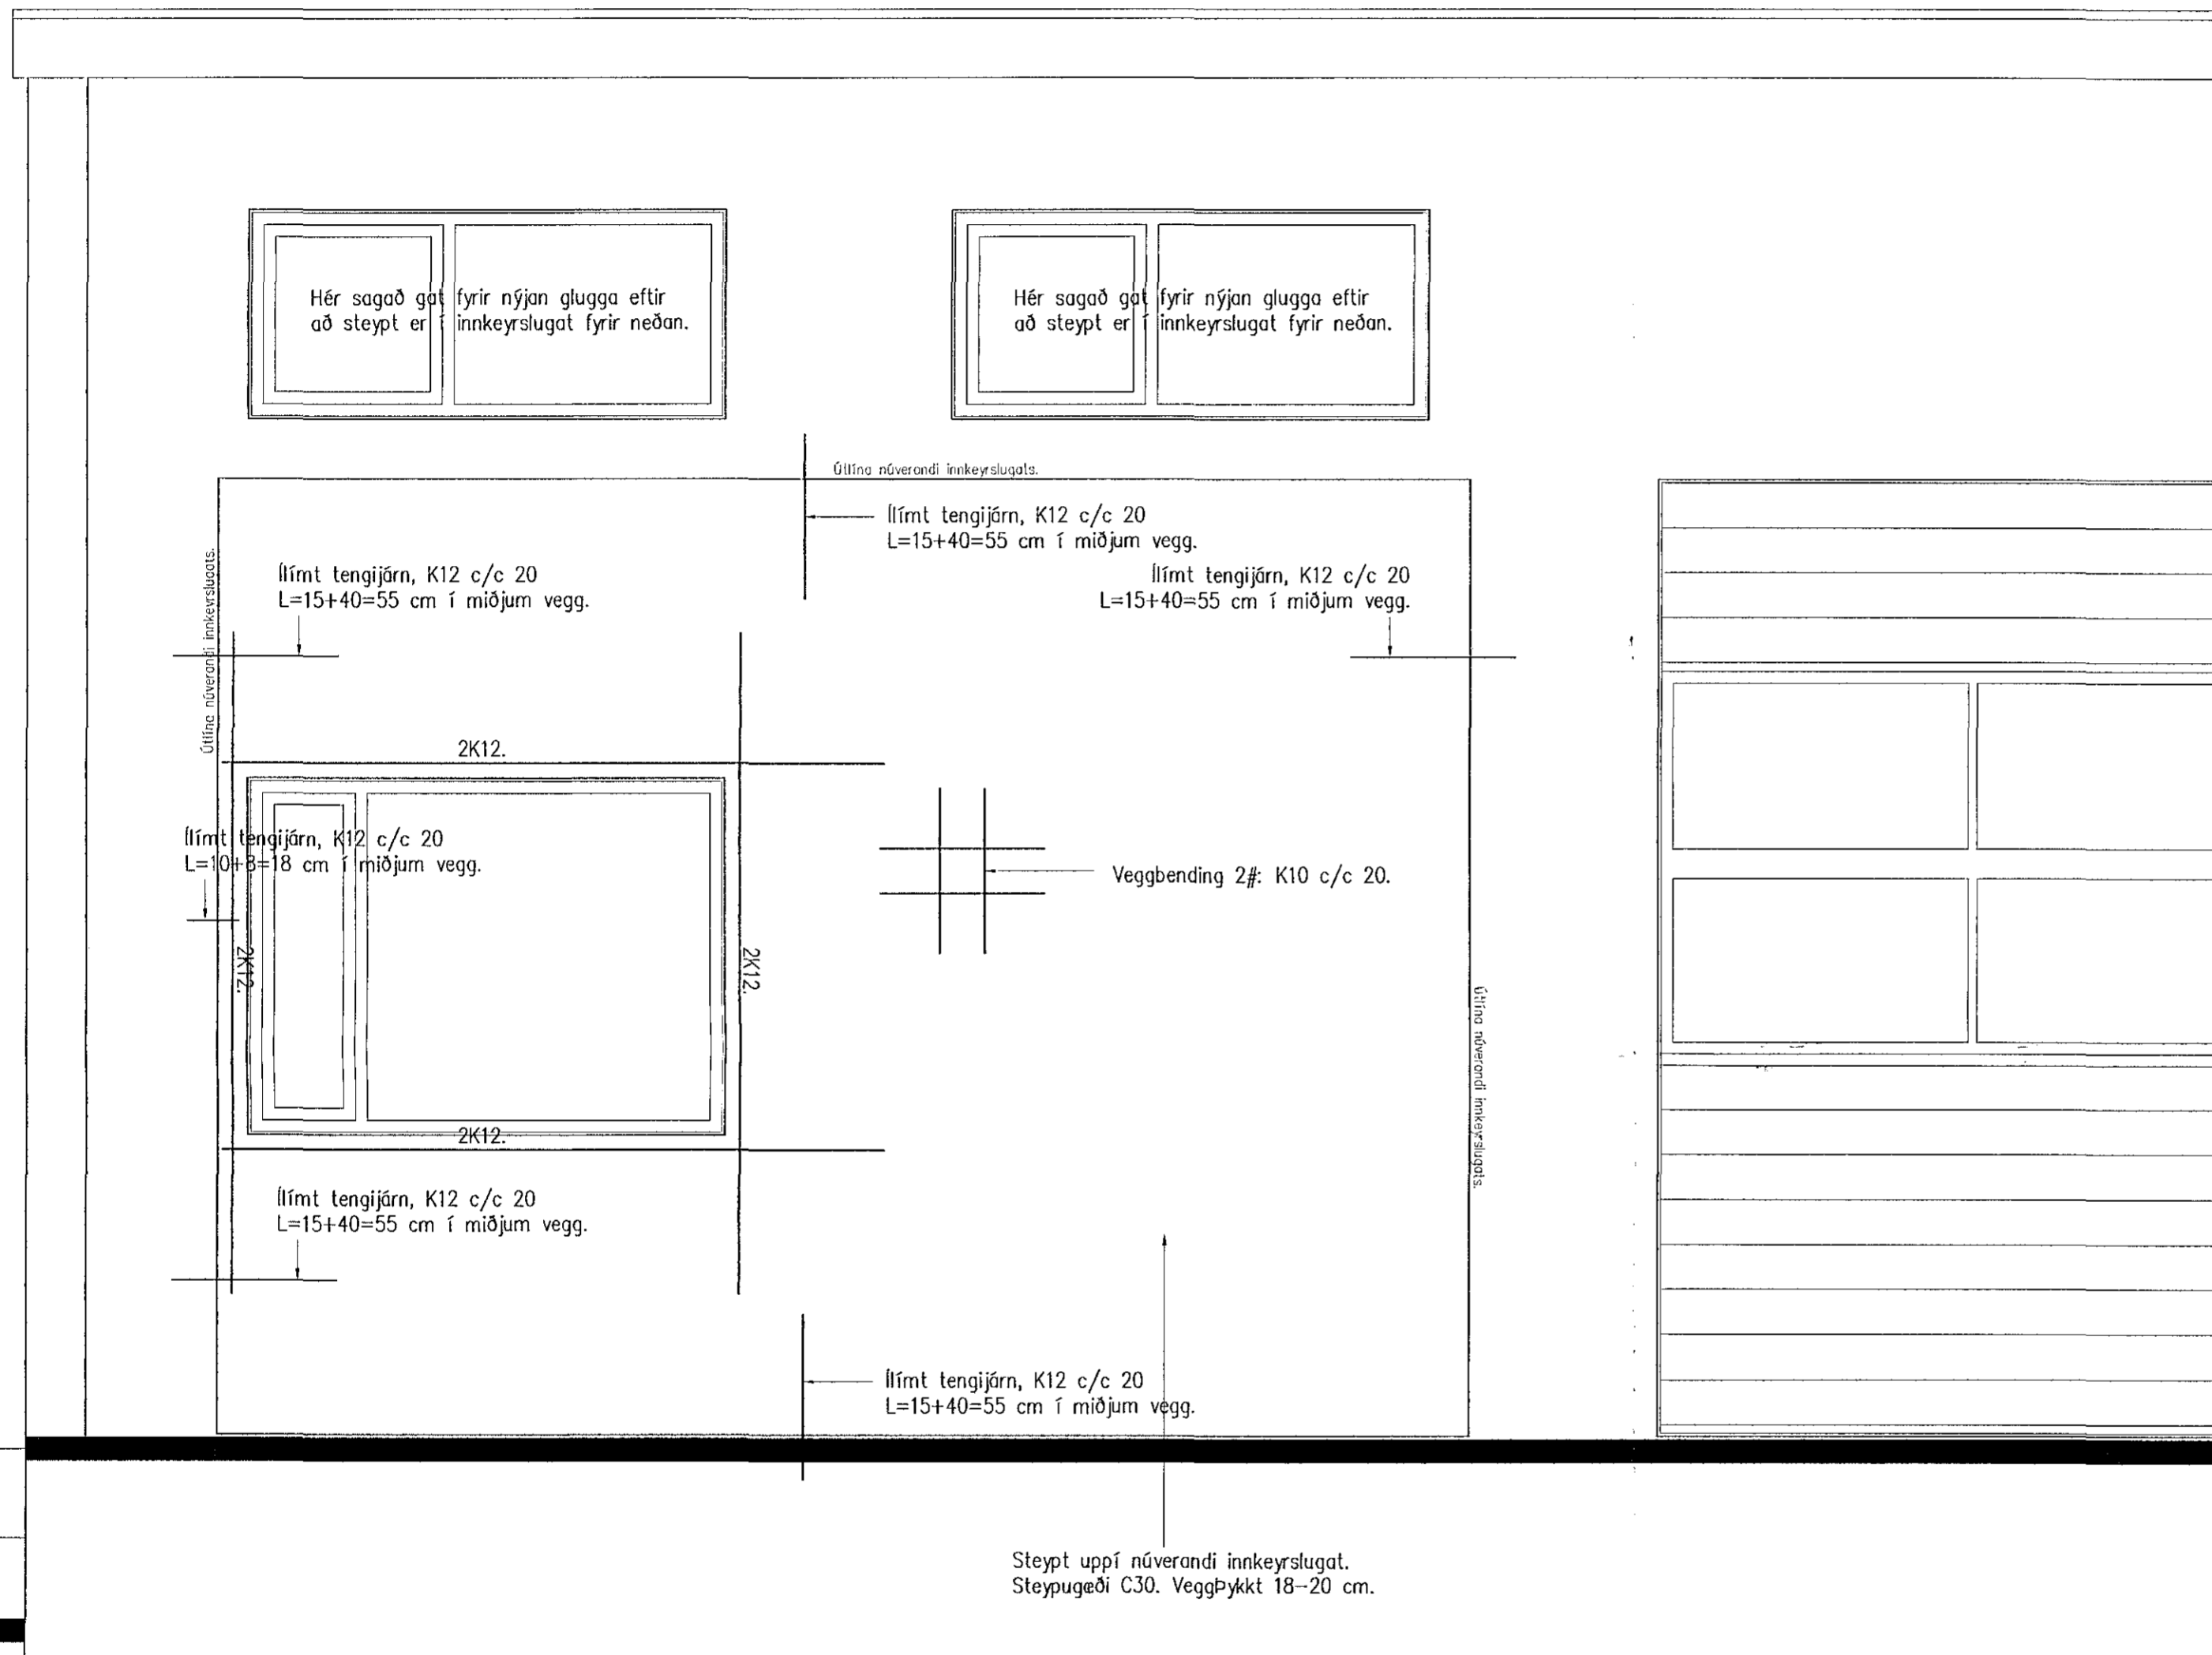 Hér sagað gat fyrir nýjan glugga eftir
að steypt er í innkeyrslugat fyrir neðan.
Hér sagað gat fyrir nýjan glugga eftir
að steypt er í innkeyrslugat fyrir neðan.
Útlína núverandi innkeyrslugats.
Ílímt tengijárn, K12 c/c 20
L=15+40=55 cm í miðjum vegg.
Útlína núverandi innkeyrslugats.
Ílímt tengijárn, K12 c/c 20
L=15+40=55 cm í miðjum vegg.
Ílímt tengijárn, K12 c/c 20
L=15+40=55 cm í miðjum vegg.
2K12.
Ílímt tengijárn, K12 c/c 20
L=10+8=18 cm í miðjum vegg.
Veggbending 2#: K10 c/c 20.
2K12.
2K12.
Útlína núverandi innkeyrslugats.
2K12.
Ílímt tengijárn, K12 c/c 20
L=15+40=55 cm í miðjum vegg.
Ílímt tengijárn, K12 c/c 20
L=15+40=55 cm í miðjum vegg.
Steypt uppí núverandi innkeyrslugat.
Steypugæði C30. VeggÞykkt 18-20 cm.